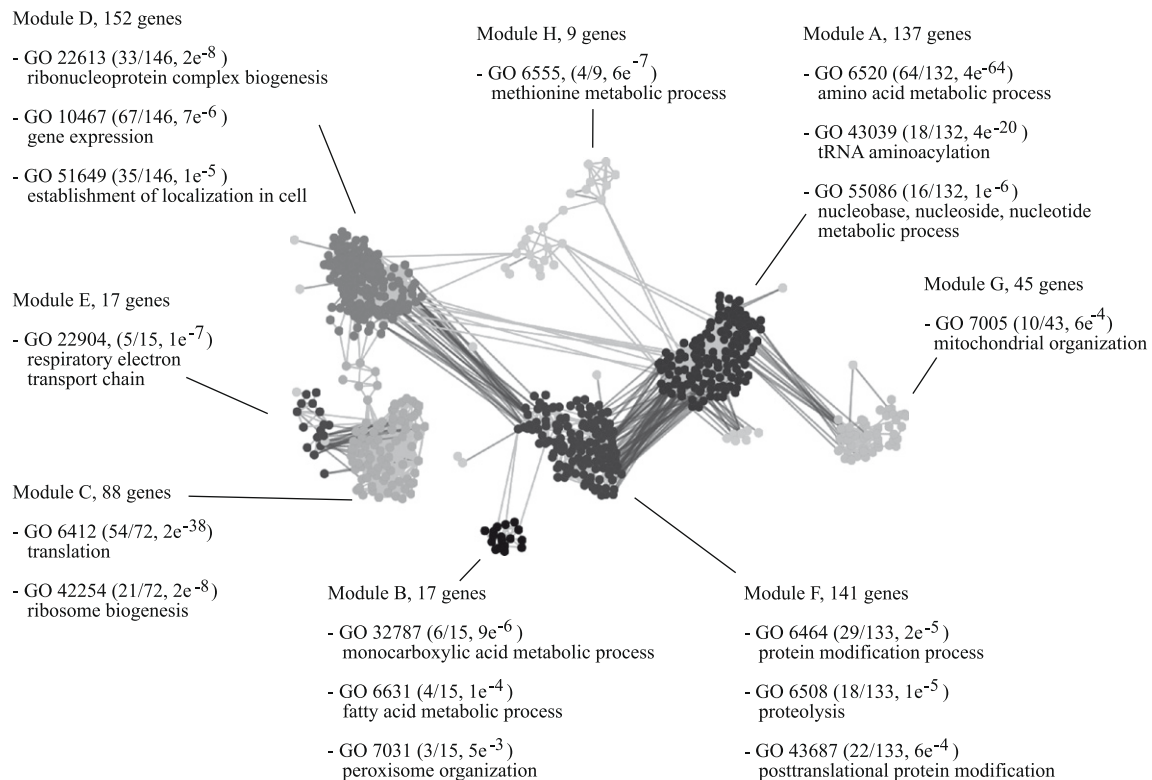 Module D, 152 genes
- GO 22613 (33/146, 2e-8)
ribonucleoprotein complex biogenesis
- GO 10467 (67/146, 7e-6)
gene expression
- GO 51649 (35/146, 1e-5)
establishment of localization in cell
Module H, 9 genes
- GO 6555, (4/9, 6e-7)
methionine metabolic process
Module A, 137 genes
- GO 6520 (64/132, 4e-64)
amino acid metabolic process
- GO 43039 (18/132, 4e-20)
tRNA aminoacylation
- GO 55086 (16/132, 1e-6)
nucleobase, nucleoside, nucleotide
metabolic process
Module G, 45 genes
- GO 7005 (10/43, 6e-4)
mitochondrial organization
Module E, 17 genes
- GO 22904, (5/15, 1e-7)
respiratory electron
transport chain
Module C, 88 genes
- GO 6412 (54/72, 2e-38)
translation
- GO 42254 (21/72, 2e-8)
ribosome biogenesis
Module B, 17 genes
- GO 32787 (6/15, 9e-6)
monocarboxylic acid metabolic process
- GO 6631 (4/15, 1e-4)
fatty acid metabolic process
- GO 7031 (3/15, 5e-3)
peroxisome organization
Module F, 141 genes
- GO 6464 (29/133, 2e-5)
protein modification process
- GO 6508 (18/133, 1e-5)
proteolysis
- GO 43687 (22/133, 6e-4)
posttranslational protein modification